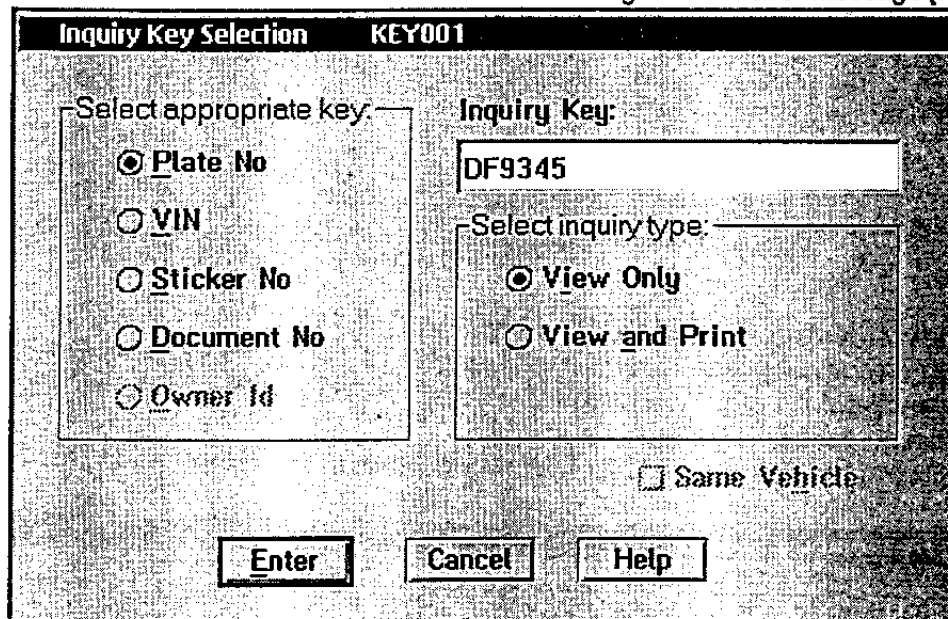 Inquiry Key Selection KEY001
Select appropriate key:
Plate No
VIN
Sticker No
Document No
Owner Id
Inquiry Key:
DF9345
Select inquiry type:
View Only
View and Print
Same Vehicle
Enter Cancel Help